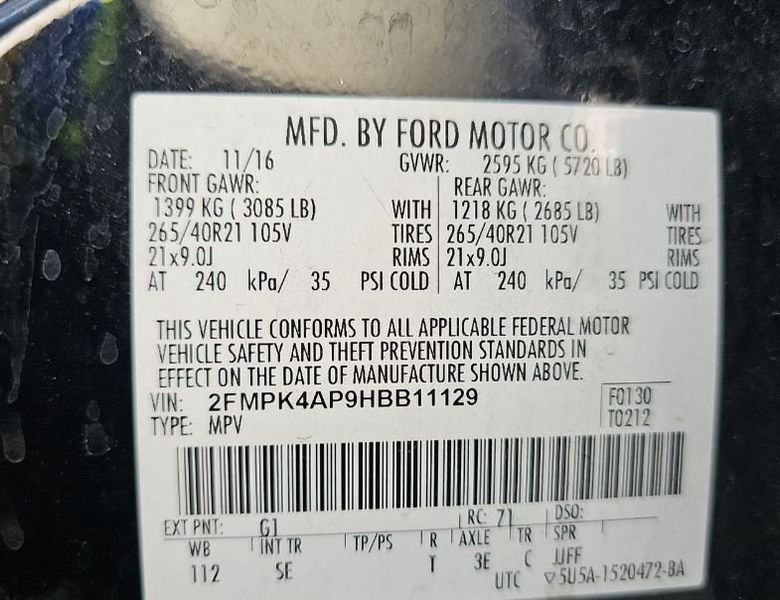 MFD. BY FORD MOTOR CO.
DATE: 11/16 GVWR: 2595 KG ( 5720 LB)
FRONT GAWR: REAR GAWR:
1399 KG ( 3085 LB) WITH 1218 KG ( 2685 LB) WITH
265/40R21 105V TIRES 265/40R21 105V TIRES
21x9.0J RIMS 21x9.0J RIMS
AT 240 kPa/ 35 PSI COLD AT 240 kPa/ 35 PSI COLD
THIS VEHICLE CONFORMS TO ALL APPLICABLE FEDERAL MOTOR
VEHICLE SAFETY AND THEFT PREVENTION STANDARDS IN
EFFECT ON THE DATE OF MANUFACTURE SHOWN ABOVE.
VIN: 2FMPK4AP9HBB11129 F0130
TYPE: MPV T0212
EXT PNT: G1 RC: 71 DSO:
WB INT TR TP/PS R AXLE TR SPR
112 SE T 3E C JJFF
UTC ▽5U5A-1520472-BA